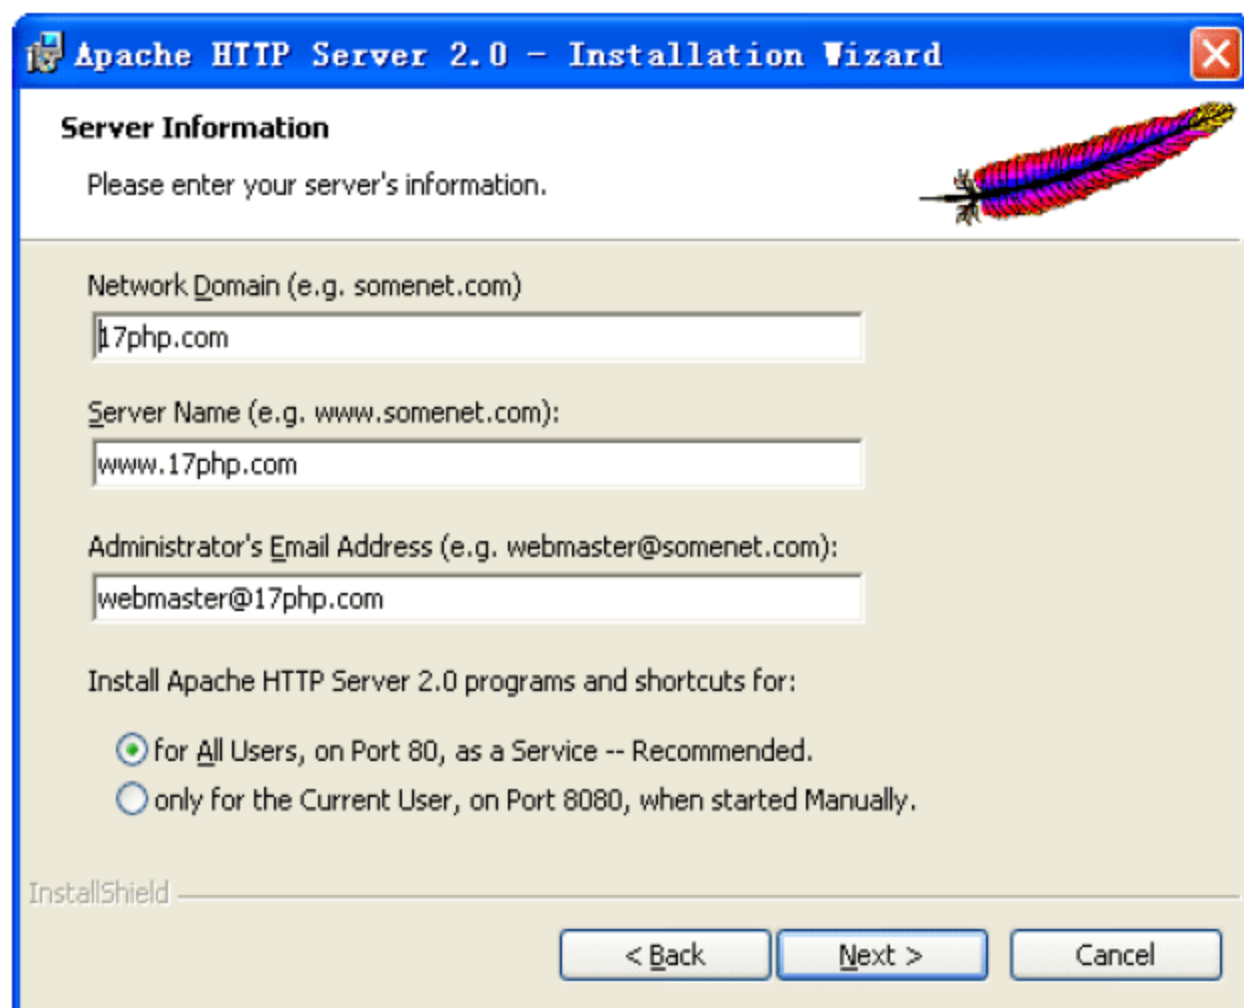 Apache HTTP Server 2.0 - Installation Wizard
Server Information
Please enter your server's information.
Network Domain (e.g. somenet.com)
17php.com
Server Name (e.g. www.somenet.com):
www.17php.com
Administrator's Email Address (e.g. webmaster@somenet.com):
webmaster@17php.com
Install Apache HTTP Server 2.0 programs and shortcuts for:
for All Users, on Port 80, as a Service -- Recommended.
only for the Current User, on Port 8080, when started Manually.
InstallShield
< Back Next > Cancel